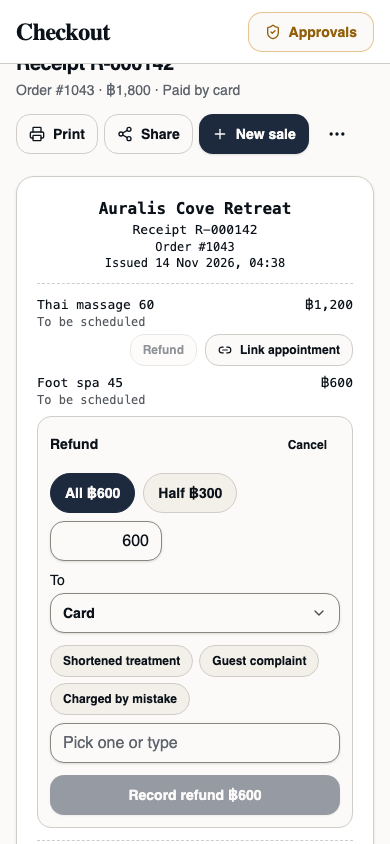 Checkout
Approvals
Receipt R-000142
Order #1043 · ฿1,800 · Paid by card
Print
Share
New sale
Auralis Cove Retreat
Receipt R-000142
Order #1043
Issued 14 Nov 2026, 04:38
Thai massage 60 ฿1,200
To be scheduled
Refund
Link appointment
Foot spa 45 ฿600
To be scheduled
Refund
Cancel
All ฿600
Half ฿300
600
To
Card
Shortened treatment
Guest complaint
Charged by mistake
Pick one or type
Record refund ฿600